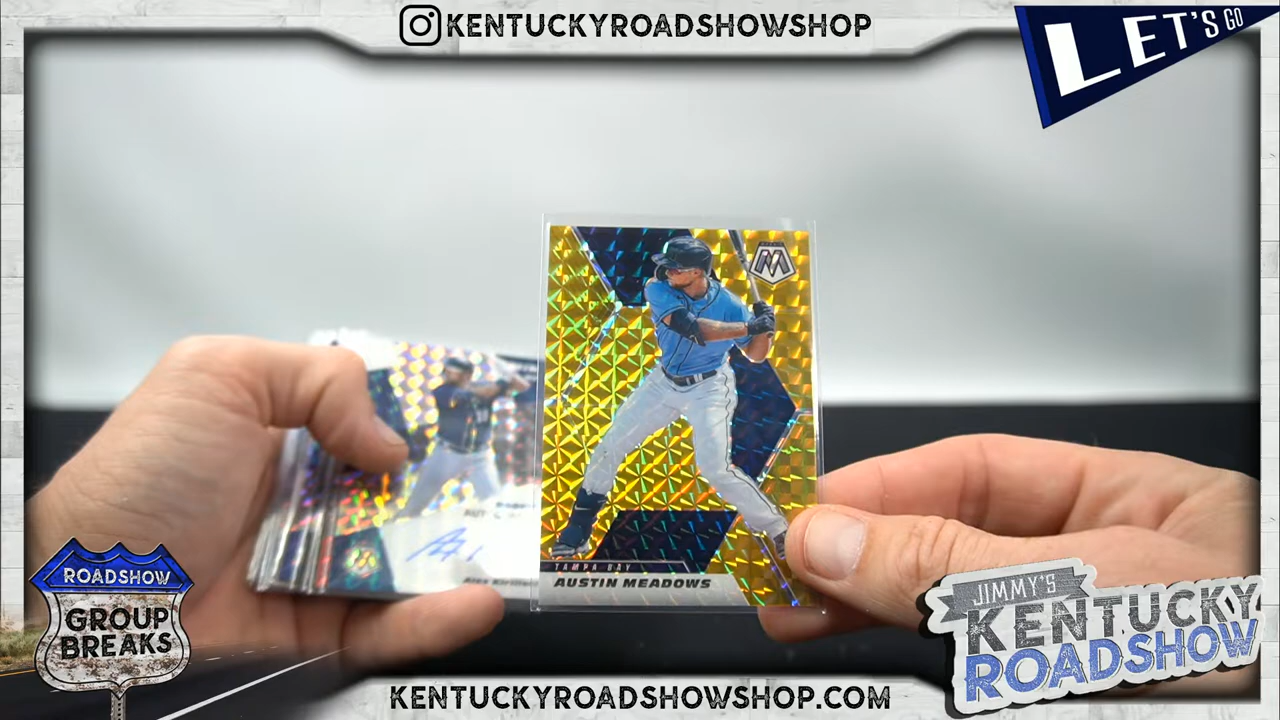 KENTUCKYROADSHOWSHOP
LET'S GO
M
TAMPA BAY
AUSTIN MEADOWS
ROADSHOW
GROUP
BREAKS
JIMMY'S
KENTUCKY
ROADSHOW
KENTUCKYROADSHOWSHOP.COM